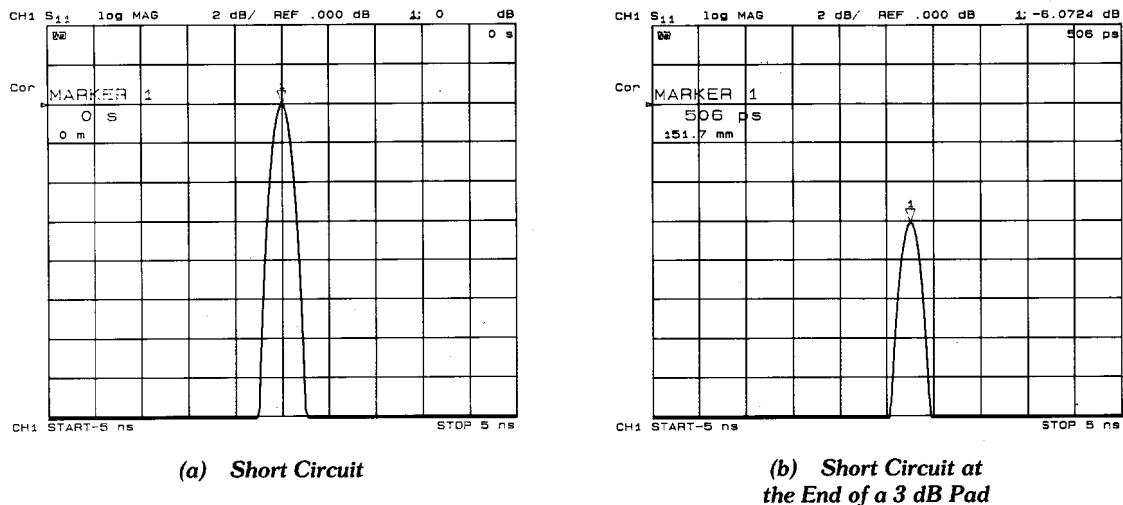 CH1 S11 log MAG 2 dB/ REF .000 dB 1; 0 dB
0 s
Cor
MARKER 1
0 s
0 m
1
CH1 START-5 ns STOP 5 ns
(a) Short Circuit
CH1 S11 log MAG 2 dB/ REF .000 dB 1; -6.0724 dB
506 ps
Cor
MARKER 1
506 ps
151.7 mm
1
CH1 START-5 ns STOP 5 ns
(b) Short Circuit at
the End of a 3 dB Pad